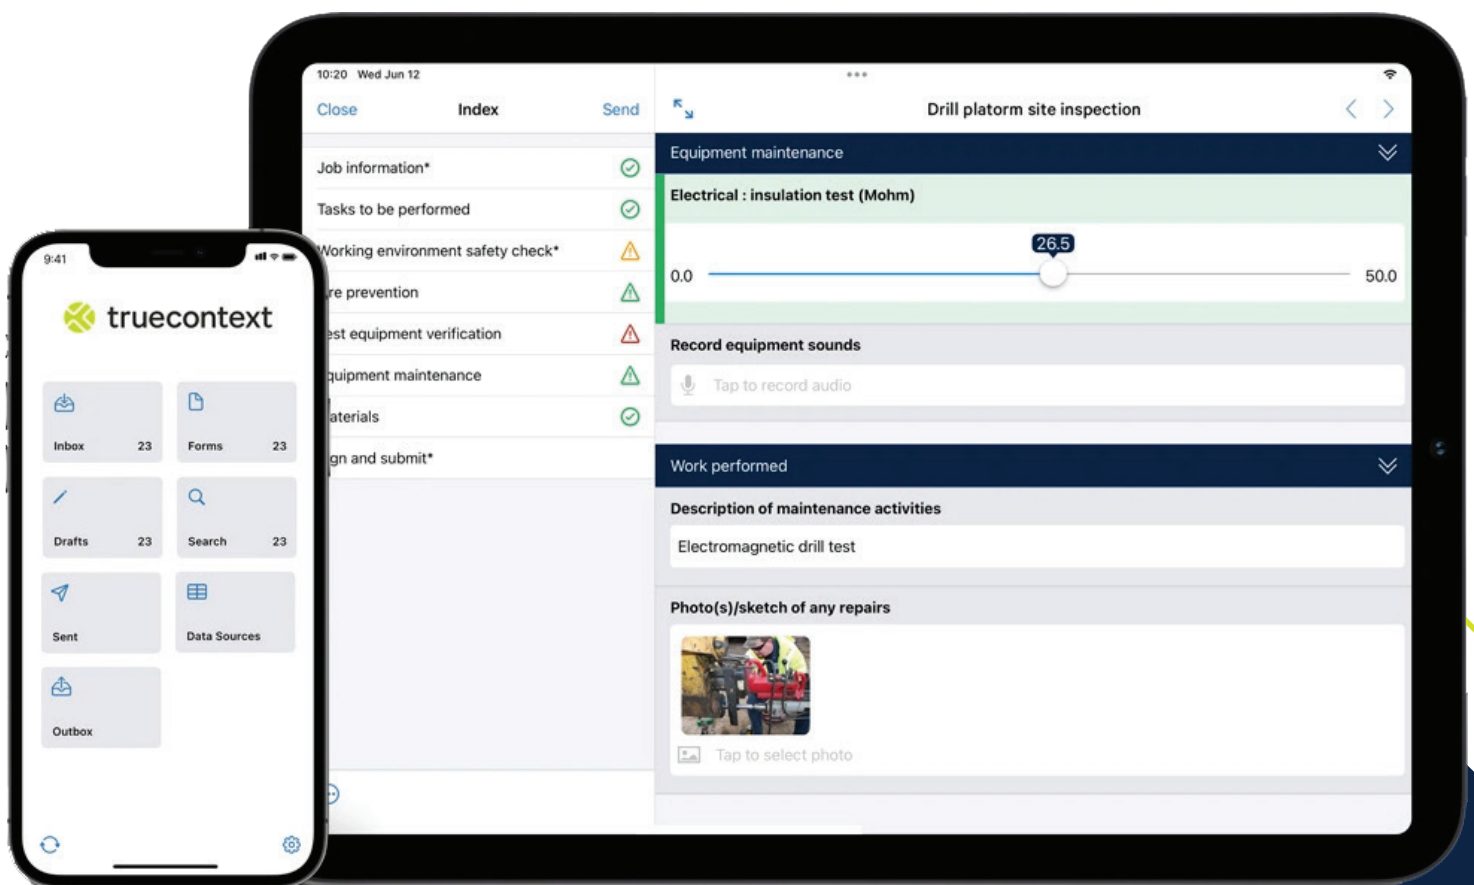 9:41
truecontext
Inbox 23
Forms 23
Drafts 23
Search 23
Sent
Data Sources
Outbox
10:20 Wed Jun 12
Close Index Send
Job information*
Tasks to be performed
Working environment safety check*
re prevention
est equipment verification
quipment maintenance
aterials
gn and submit*
Drill platorm site inspection
Equipment maintenance
Electrical : insulation test (Mohm)
26.5
0.0 50.0
Record equipment sounds
Tap to record audio
Work performed
Description of maintenance activities
Electromagnetic drill test
Photo(s)/sketch of any repairs
Tap to select photo